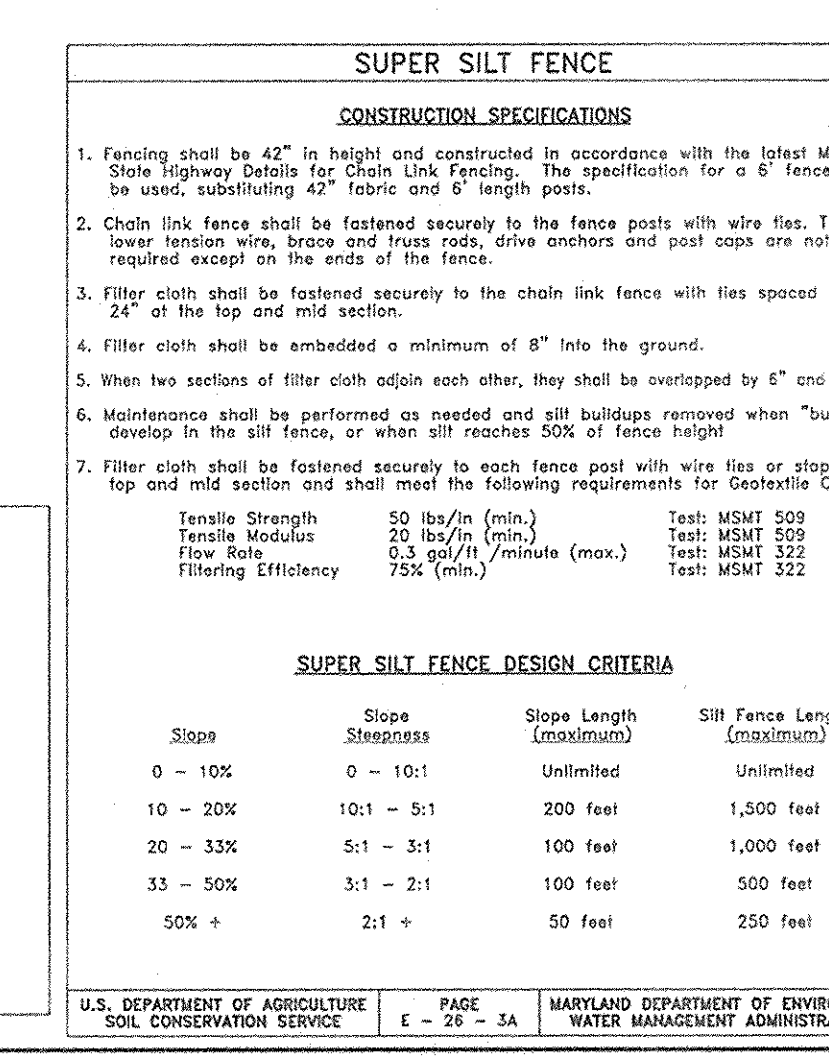 SUPER SILT FENCE
CONSTRUCTION SPECIFICATIONS
1. Fencing shall be 42" in height and constructed in accordance with the latest M
State Highway Details for Chain Link Fencing. The specification for a 6' fence
be used, substituting 42" fabric and 6' length posts.
2. Chain link fence shall be fastened securely to the fence posts with wire ties. T
lower tension wire, brace and truss rods, drive anchors and post caps are not
required except on the ends of the fence.
3. Filter cloth shall be fastened securely to the chain link fence with ties spaced
24" at the top and mid section.
4. Filter cloth shall be embedded a minimum of 8" into the ground.
5. When two sections of filter cloth adjoin each other, they shall be overlapped by 6" and
6. Maintenance shall be performed as needed and silt buildups removed when "bu
develop in the silt fence, or when silt reaches 50% of fence height
7. Filter cloth shall be fastened securely to each fence post with wire ties or stap
top and mid section and shall meet the following requirements for Geotextile C
Tensile Strength 50 lbs/in (min.) Test: MSMT 509
Tensile Modulus 20 lbs/in (min.) Test: MSMT 509
Flow Rate 0.3 gal/ft /minute (max.) Test: MSMT 322
Filtering Efficiency 75% (min.) Test: MSMT 322
SUPER SILT FENCE DESIGN CRITERIA
Slope Slope Length Silt Fence Leng
Slope Steepness (maximum) (maximum)
0 - 10% 0 - 10:1 Unlimited Unlimited
10 - 20% 10:1 - 5:1 200 feet 1,500 feet
20 - 33% 5:1 - 3:1 100 feet 1,000 feet
33 - 50% 3:1 - 2:1 100 feet 500 feet
50% + 2:1 + 50 feet 250 feet
U.S. DEPARTMENT OF AGRICULTURE PAGE MARYLAND DEPARTMENT OF ENVIR
SOIL CONSERVATION SERVICE E - 26 - 3A WATER MANAGEMENT ADMINISTRA